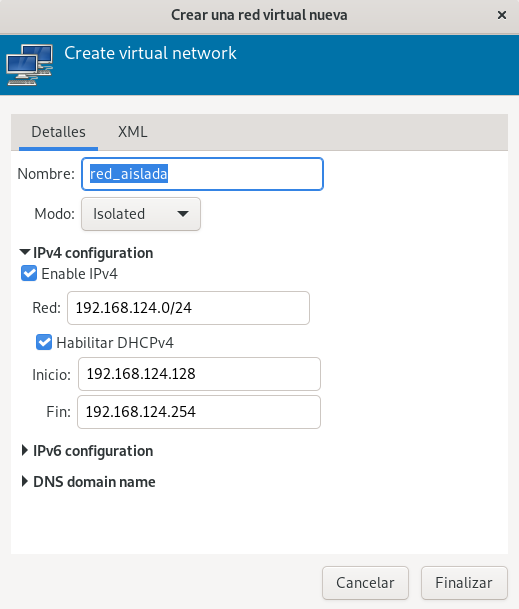 Crear una red virtual nueva
Create virtual network
Detalles XML
Nombre: red_aislada
Modo: Isolated
IPv4 configuration
Enable IPv4
Red: 192.168.124.0/24
Habilitar DHCPv4
Inicio: 192.168.124.128
Fin: 192.168.124.254
IPv6 configuration
DNS domain name
Cancelar Finalizar